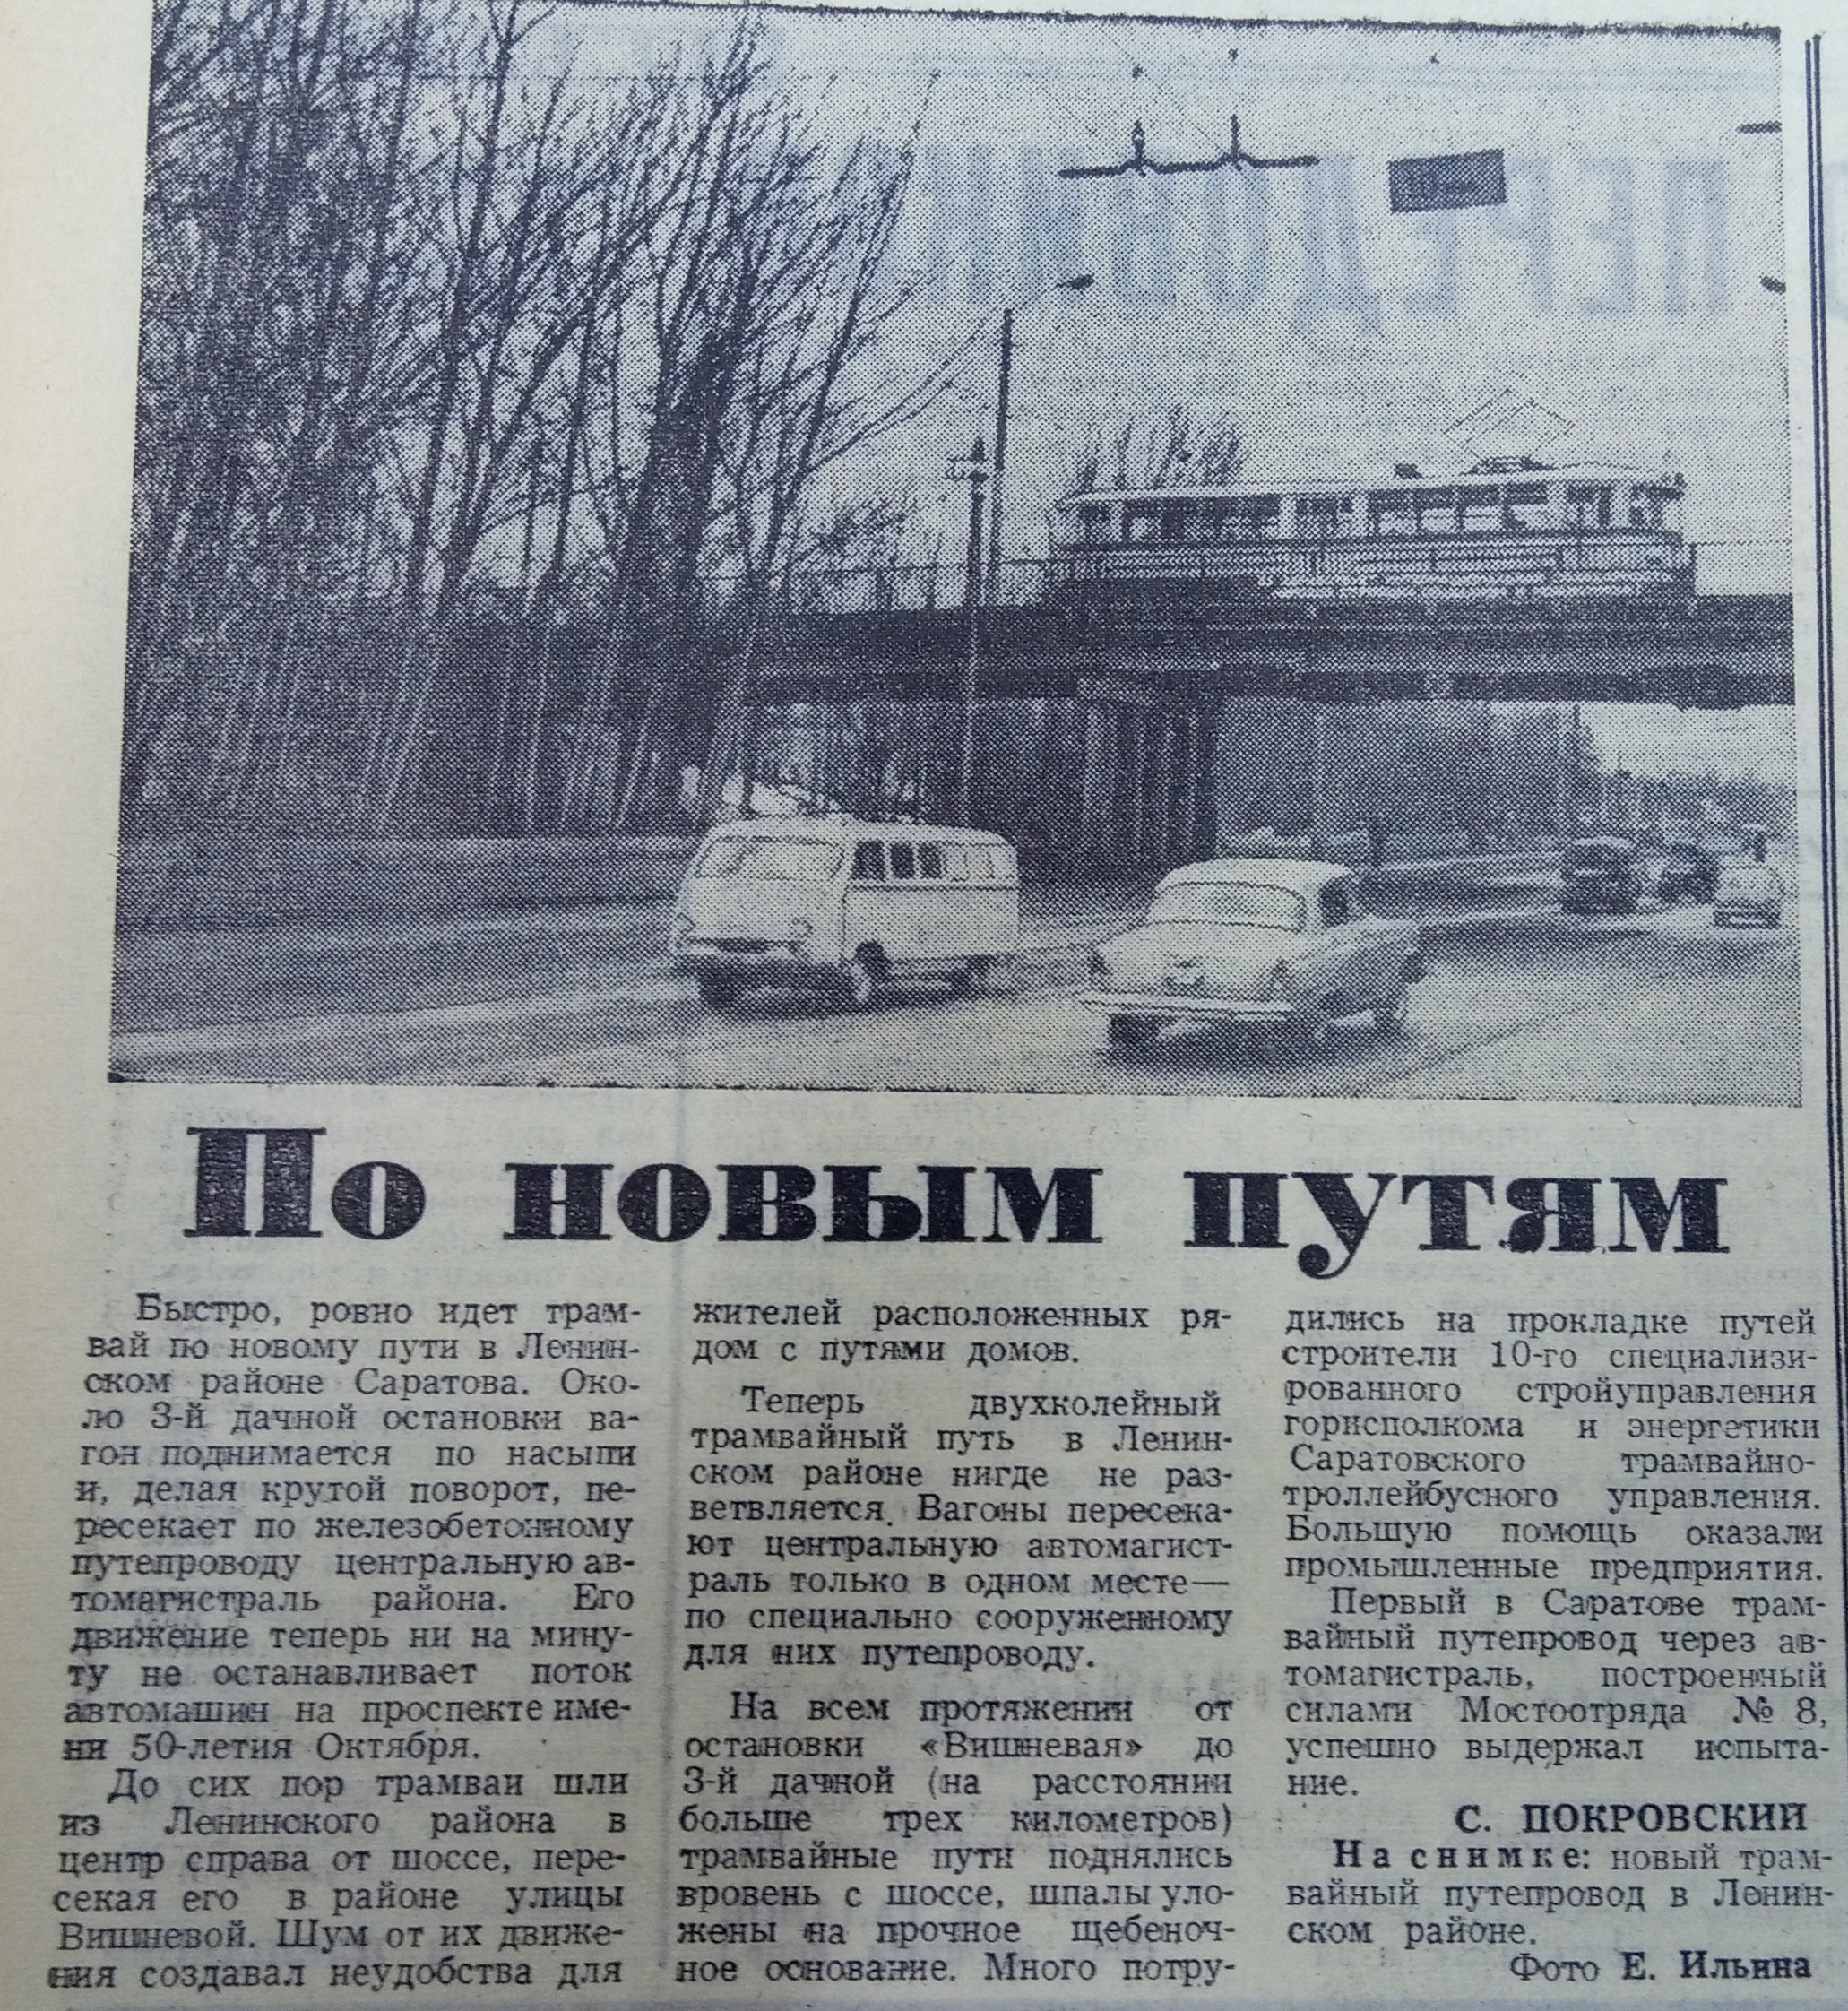 По новым путям
Быстро, ровно идет трам-
вай по новому пути в Ленин-
ском районе Саратова. Око-
ло 3-й дачной остановки ва-
гон поднимается по насыпи
и, делая крутой поворот, пе-
ресекает по железобетонному
путепроводу центральную ав-
томагистраль района. Его
движение теперь ни на мину-
ту не останавливает поток
автомашин на проспекте име-
ни 50-летия Октября.
До сих пор трамваи шли
из Ленинского района в
центр справа от шоссе, пере-
секая его в районе улицы
Вишневой. Шум от их движе-
ния создавал неудобства для
жителей расположенных ря-
дом с путями домов.
Теперь двухколейный
трамвайный путь в Ленин-
ском районе нигде не раз-
ветвляется. Вагоны пересека-
ют центральную автомагист-
раль только в одном месте—
по специально сооруженному
для них путепроводу.
На всем протяжении от
остановки «Вишневая» до
3-й дачной (на расстоянии
больше трех километров)
трамвайные пути поднялись
вровень с шоссе, шпалы уло-
жены на прочное щебеноч-
ное основание. Много потру-
дились на прокладке путей
строители 10-го специализи-
рованного стройуправления
горисполкома и энергетики
Саратовского трамвайно-
троллейбусного управления.
Большую помощь оказали
промышленные предприятия.
Первый в Саратове трам-
вайный путепровод через ав-
томагистраль, построенный
силами Мостоотряда № 8,
успешно выдержал испыта-
ние.
С. ПОКРОВСКИЙ
На снимке: новый трам-
вайный путепровод в Ленин-
ском районе.
Фото Е. Ильина